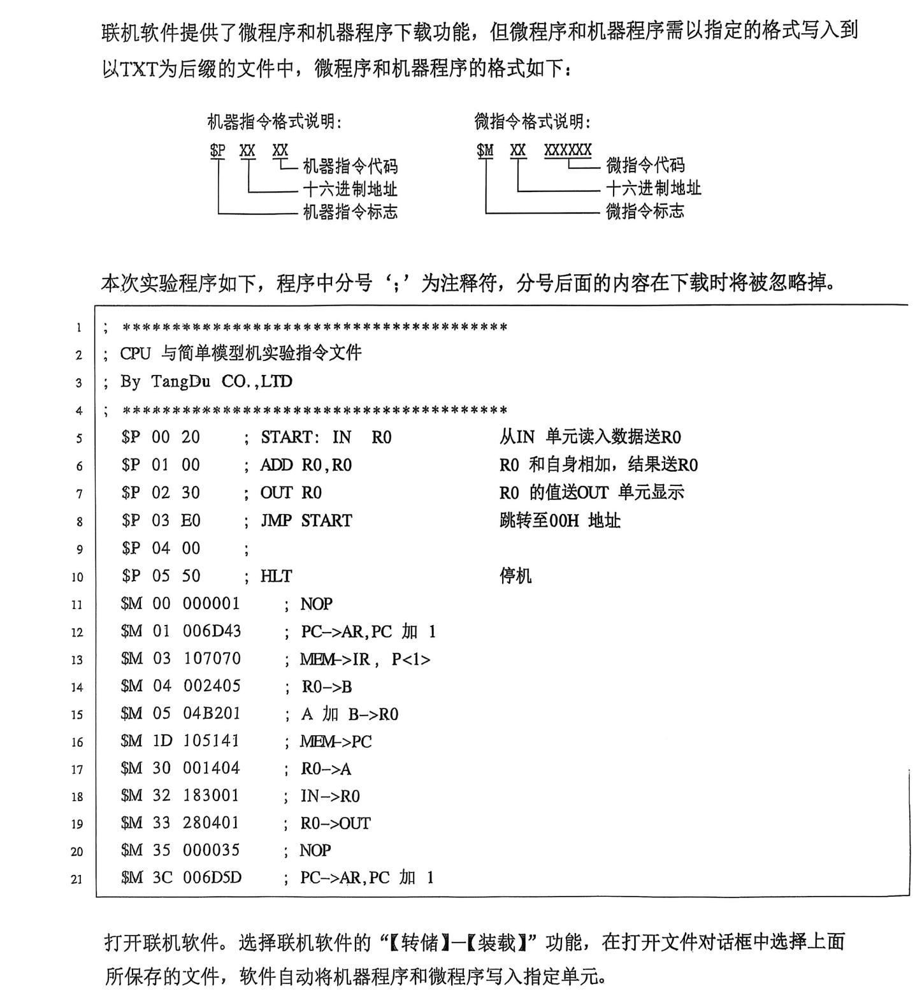 联机软件提供了微程序和机器程序下载功能，但微程序和机器程序需以指定的格式写入到
以TXT为后缀的文件中，微程序和机器程序的格式如下：
机器指令格式说明：
$P XX XX
机器指令代码
十六进制地址
机器指令标志
微指令格式说明：
$M XX XXXXXX
微指令代码
十六进制地址
微指令标志
本次实验程序如下，程序中分号‘；’为注释符，分号后面的内容在下载时将被忽略掉。
1 ; ***************************************
2 ; CPU 与简单模型机实验指令文件
3 ; By TangDu CO.,LTD
4 ; ***************************************
5 $P 00 20 ; START: IN R0 从IN 单元读入数据送R0
6 $P 01 00 ; ADD R0,R0 R0 和自身相加，结果送R0
7 $P 02 30 ; OUT R0 R0 的值送OUT 单元显示
8 $P 03 E0 ; JMP START 跳转至00H 地址
9 $P 04 00 ;
10 $P 05 50 ; HLT 停机
11 $M 00 000001 ; NOP
12 $M 01 006D43 ; PC->AR,PC 加 1
13 $M 03 107070 ; MEM->IR, P<1>
14 $M 04 002405 ; R0->B
15 $M 05 04B201 ; A 加 B->R0
16 $M 1D 105141 ; MEM->PC
17 $M 30 001404 ; R0->A
18 $M 32 183001 ; IN->R0
19 $M 33 280401 ; R0->OUT
20 $M 35 000035 ; NOP
21 $M 3C 006D5D ; PC->AR,PC 加 1
打开联机软件。选择联机软件的“【转储】—【装载】”功能，在打开文件对话框中选择上面
所保存的文件，软件自动将机器程序和微程序写入指定单元。